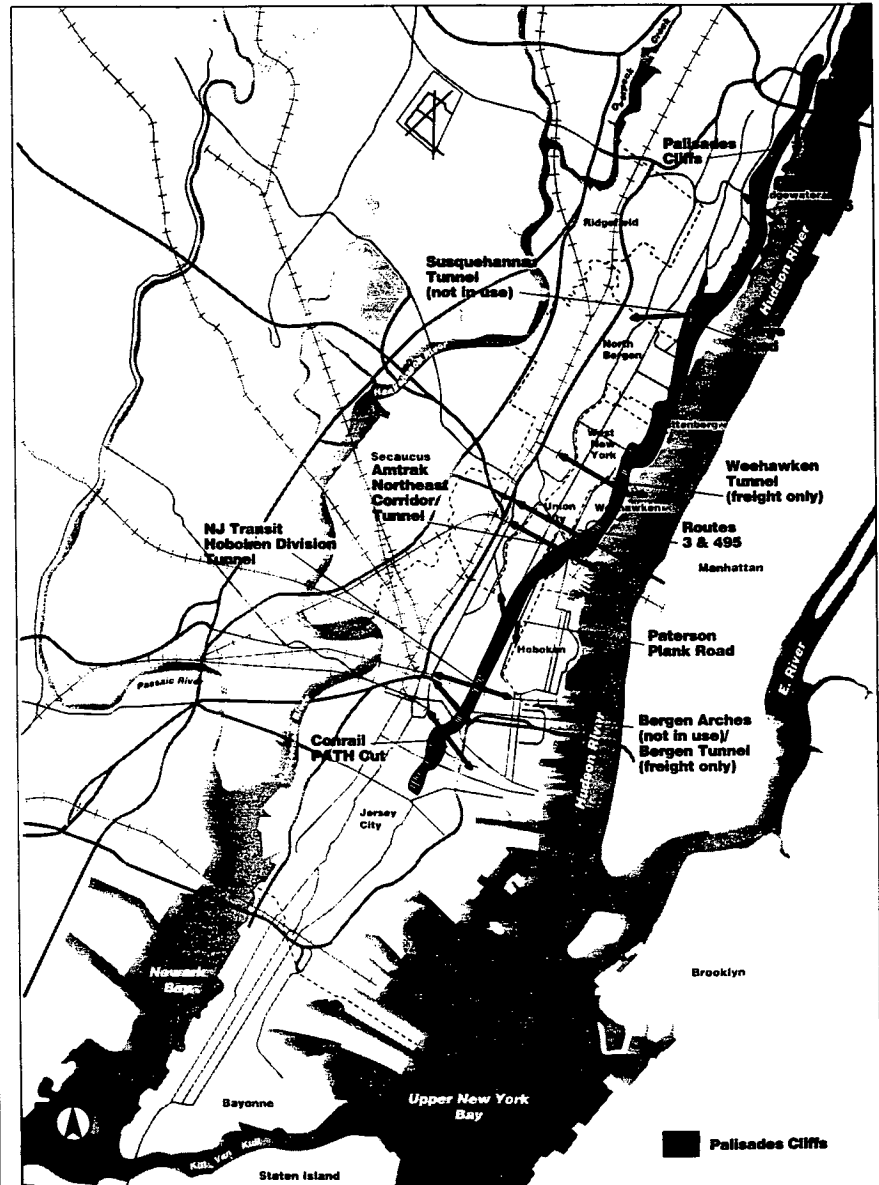 Overpeck Creek
Palisades
Cliffs
Ridgefield
Hudson River
Susquehanna
Tunnel
(not in use)
North
Bergen
West
New
York
Secaucus
Amtrak
Northeast
Corridor/
Tunnel
Weehawken
Tunnel
(freight only)
Union
Weehawken
Routes
3 & 495
NJ Transit
Hoboken Division
Tunnel
Manhattan
Paterson
Plank Road
Hoboken
E. River
Passaic River
Bergen Arches
(not in use)/
Bergen Tunnel
(freight only)
Conrail
PATH Cut
Hudson River
Jersey
City
Newark
Bay
Brooklyn
Bayonne
Upper New York
Bay
Kill Van Kull
Staten Island
Palisades Cliffs